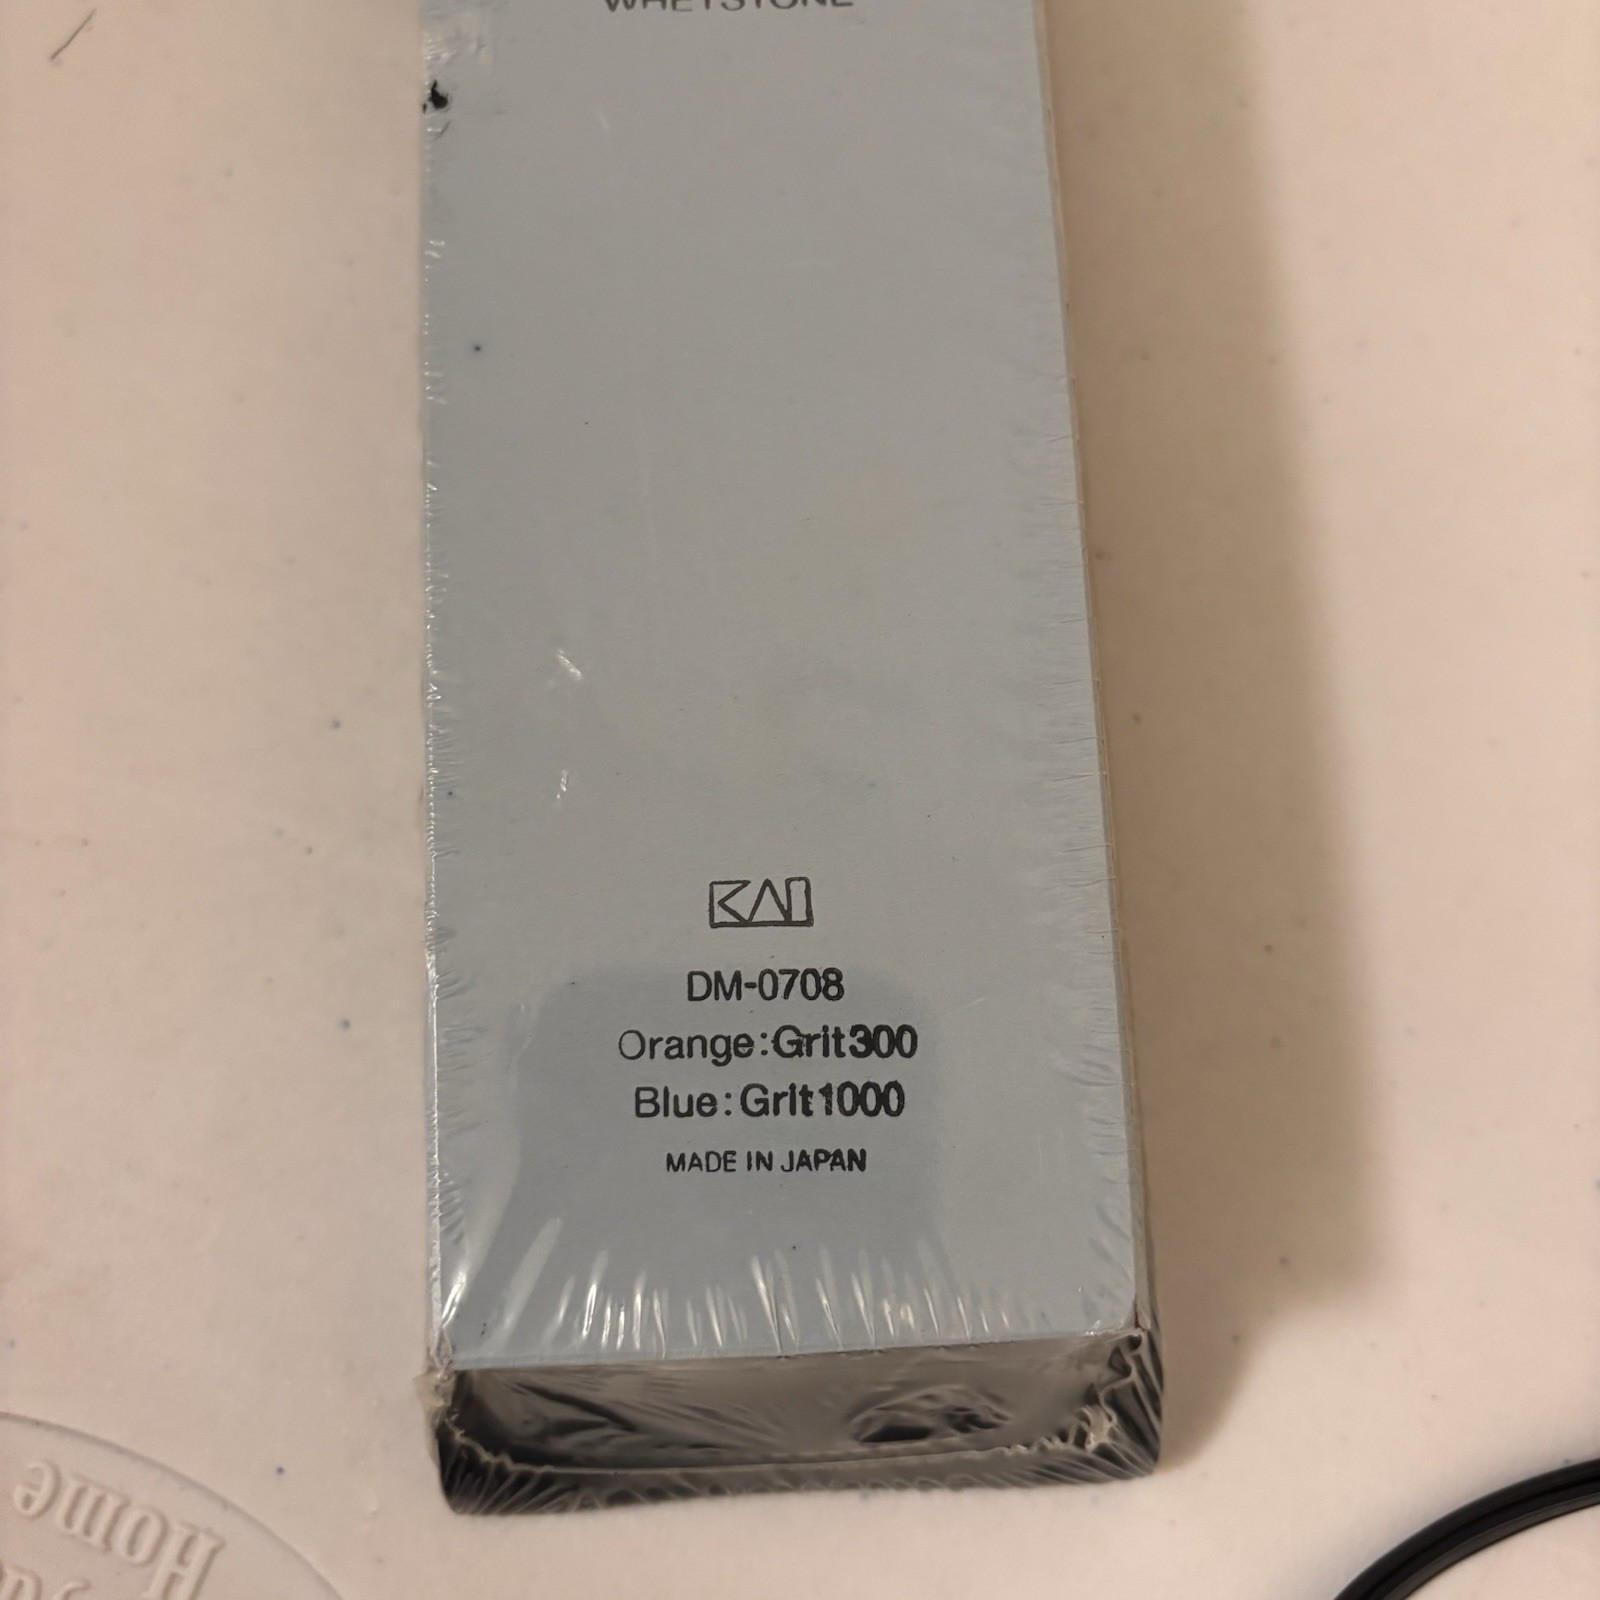 WHETSTONE
KAI
DM-0708
Orange:Grit300
Blue:Grit1000
MADE IN JAPAN
Home